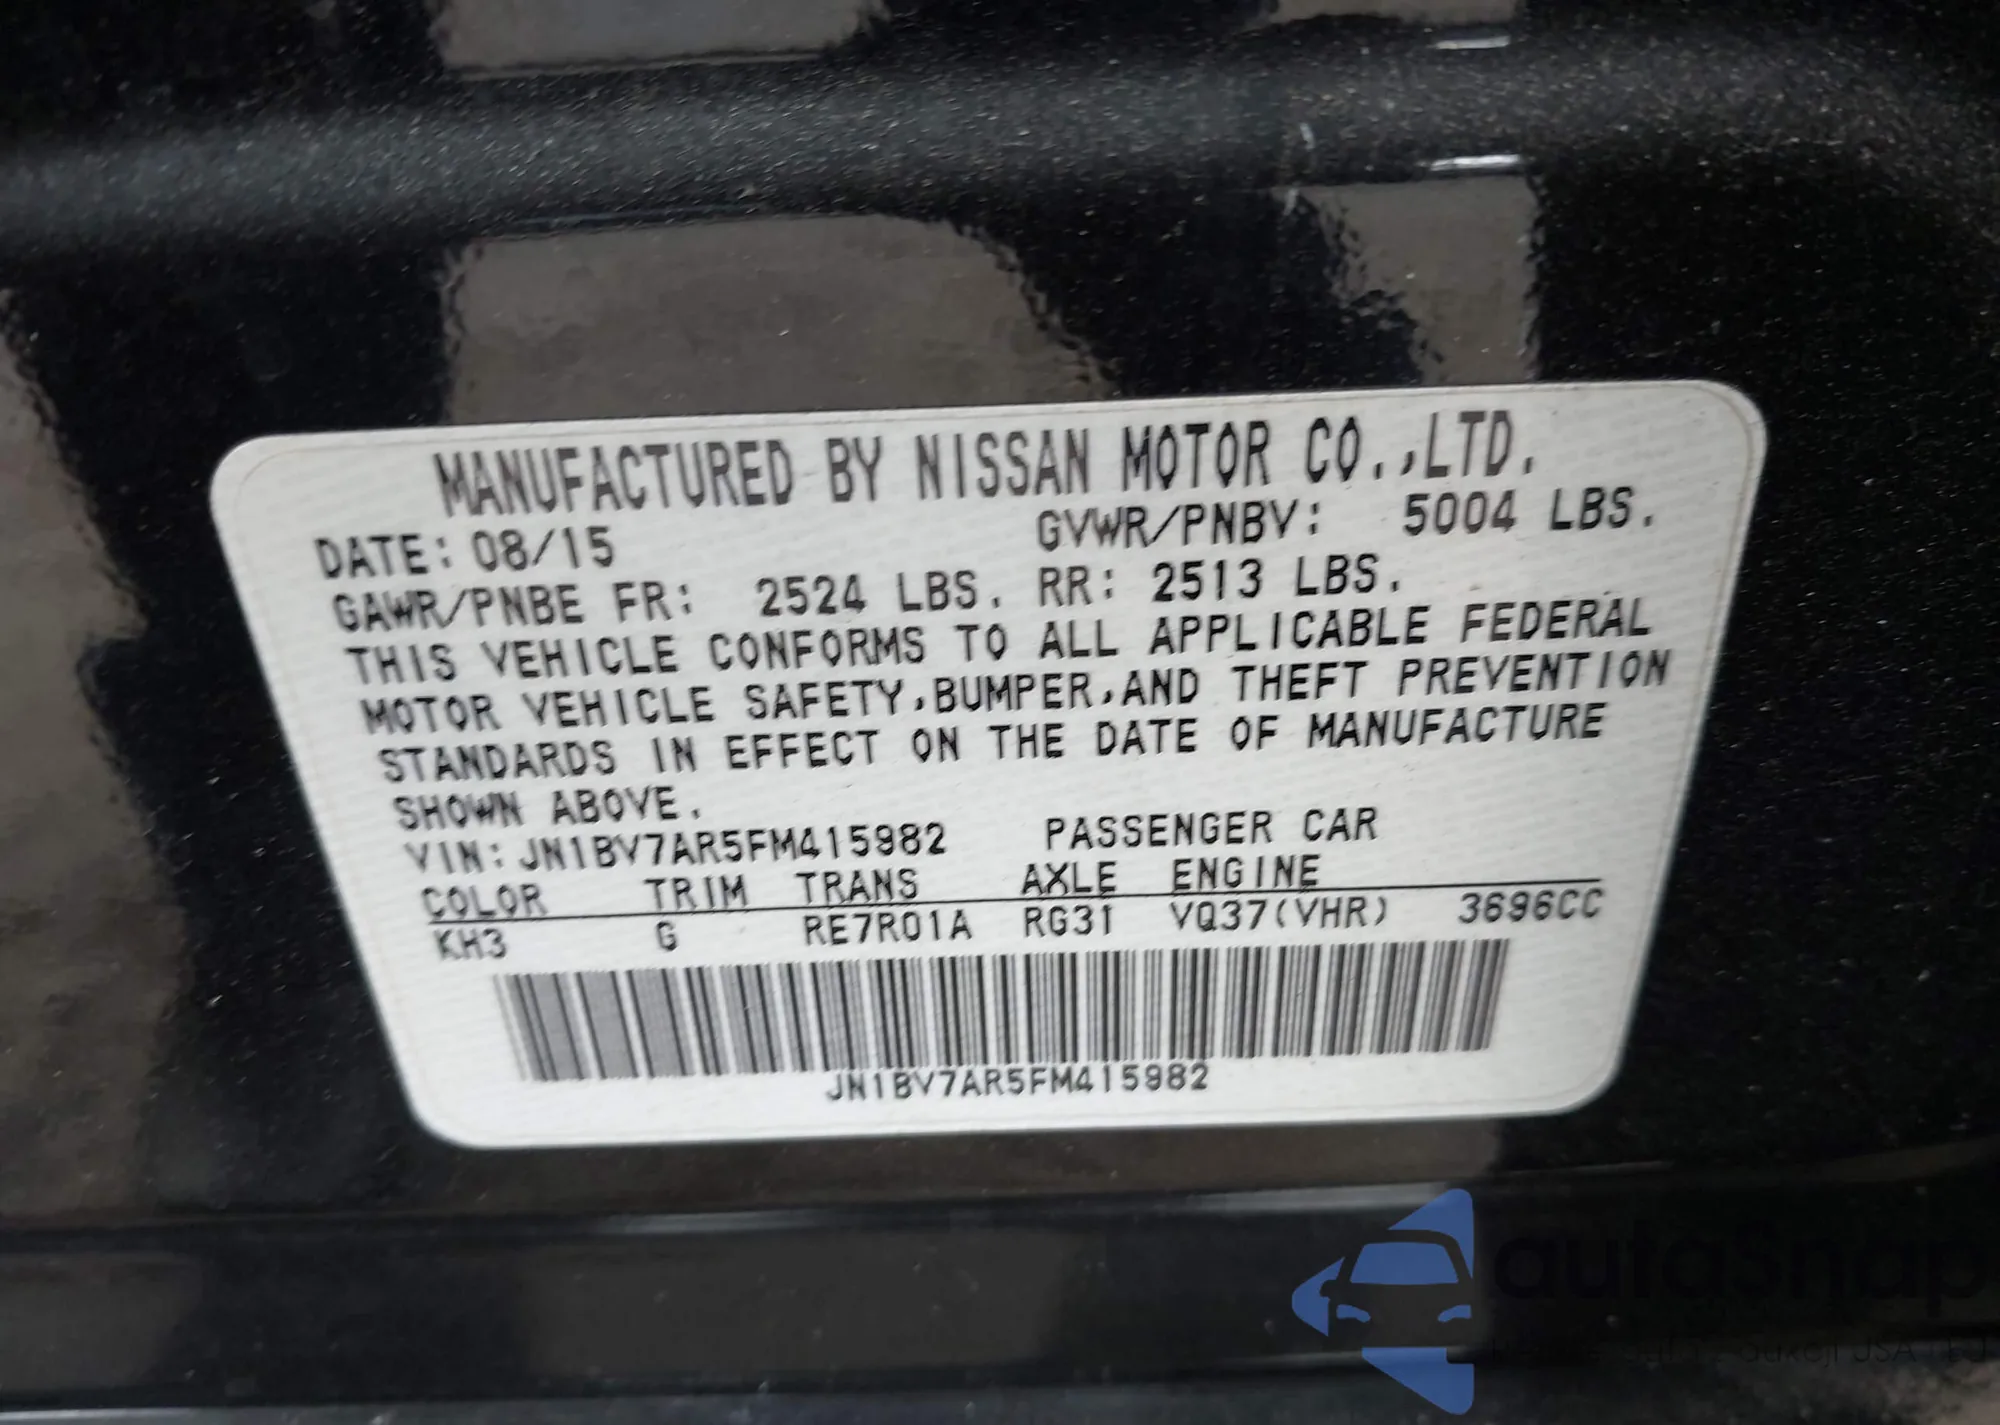 MANUFACTURED BY NISSAN MOTOR CO.,LTD.
DATE: 08/15 GVWR/PNBV: 5004 LBS.
GAWR/PNBE FR: 2524 LBS. RR: 2513 LBS.
THIS VEHICLE CONFORMS TO ALL APPLICABLE FEDERAL
MOTOR VEHICLE SAFETY,BUMPER,AND THEFT PREVENTION
STANDARDS IN EFFECT ON THE DATE OF MANUFACTURE
SHOWN ABOVE.
VIN: JN1BV7AR5FM415982 PASSENGER CAR
COLOR TRIM TRANS AXLE ENGINE
KH3 G RE7R01A RG31 VQ37(VHR) 3696CC
JN1BV7AR5FM415982
autosnap